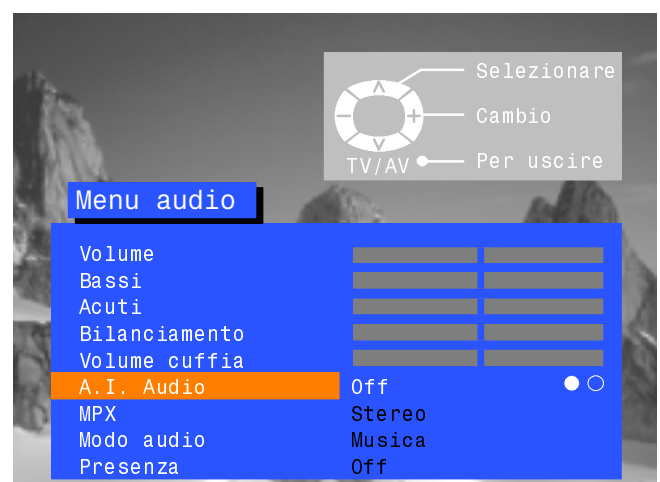 Selezionare
Cambio
TV/AV Per uscire
Menu audio
Volume
Bassi
Acuti
Bilanciamento
Volume cuffia
A.I. Audio Off
MPX Stereo
Modo audio Musica
Presenza Off